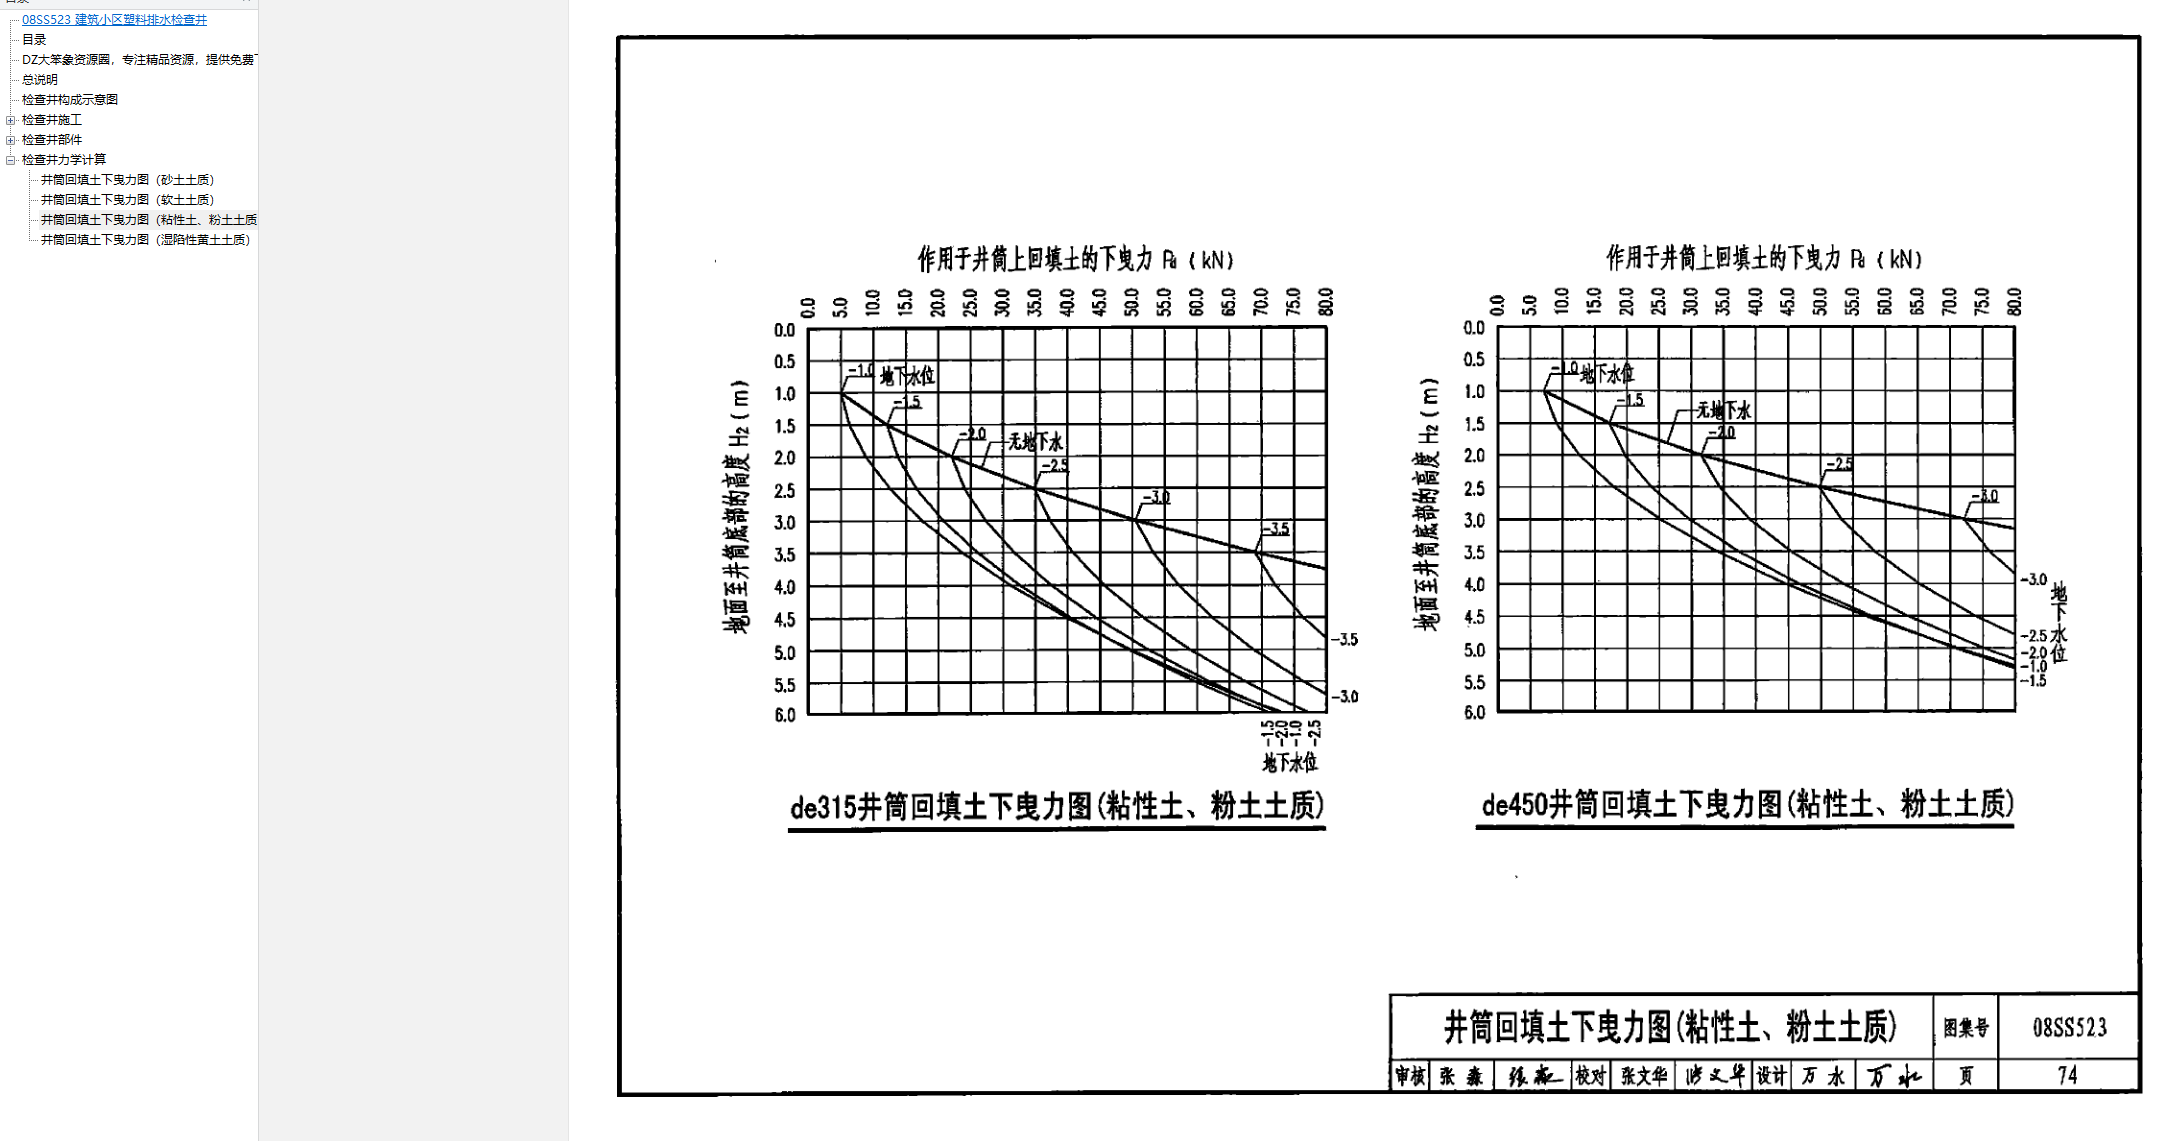 08SS523 建筑小区塑料排水检查井
目录
DZ大笨象资源圈，专注精品资源，提供免费
总说明
检查井构成示意图
检查井施工
检查井部件
检查井力学计算
井筒回填土下曳力图（砂土土质）
井筒回填土下曳力图（软土土质）
井筒回填土下曳力图（粘性土、粉土土质
井筒回填土下曳力图（湿陷性黄土土质）
作用于井筒上回填土的下曳力 Pd (kN)
0.0 5.0 10.0 15.0 20.0 25.0 30.0 35.0 40.0 45.0 50.0 55.0 60.0 65.0 70.0 75.0 80.0
地面至井筒底部的高度 H2 (m)
0.0
0.5
1.0
1.5
2.0
2.5
3.0
3.5
4.0
4.5
5.0
5.5
6.0
-1.0 地下水位
-1.5
-2.0
无地下水
-2.5
-3.0
-3.5
-3.5
-3.0
-1.5 -2.0 -1.0 -2.5
地下水位
de315井筒回填土下曳力图(粘性土、粉土土质)
作用于井筒上回填土的下曳力 Pd (kN)
0.0 5.0 10.0 15.0 20.0 25.0 30.0 35.0 40.0 45.0 50.0 55.0 60.0 65.0 70.0 75.0 80.0
地面至井筒底部的高度 H2 (m)
0.0
0.5
1.0
1.5
2.0
2.5
3.0
3.5
4.0
4.5
5.0
5.5
6.0
-1.0 地下水位
-1.5
无地下水
-2.0
-2.5
-3.0
-3.0
-2.5
-2.0
-1.0
-1.5
地下水位
de450井筒回填土下曳力图(粘性土、粉土土质)
井筒回填土下曳力图(粘性土、粉土土质)
图集号
08SS523
审核 张 淼 校对 张文华 设计 万 水 万水 页 74